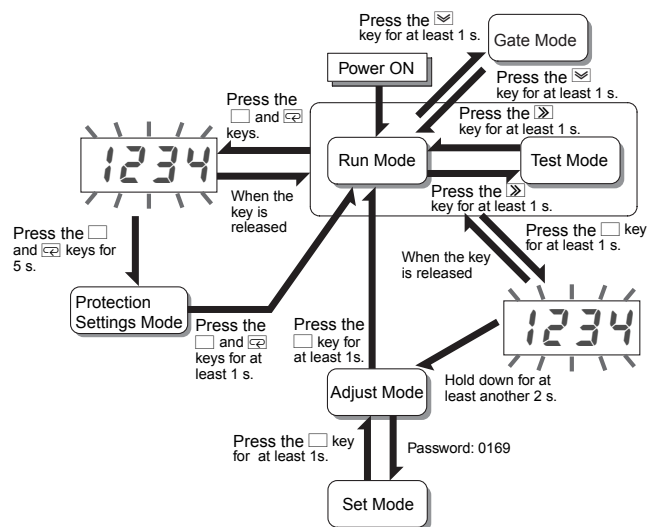 Press the
key for at least 1 s.
Gate Mode
Power ON
Press the
key for at least 1 s.
Press the
and
keys.
Press the
key for at least 1 s.
1234
Run Mode
Test Mode
When the
key is
released
Press the
key for at least 1 s.
Press the
and
keys for
5 s.
When the key
is released
Press the
key
for at least 1 s.
Protection
Settings Mode
1234
Press the
and
keys for at
least 1 s.
Press the
key for
at least 1s.
Hold down for at
least another 2 s.
Adjust Mode
Press the
key
for at least 1s.
Password: 0169
Set Mode